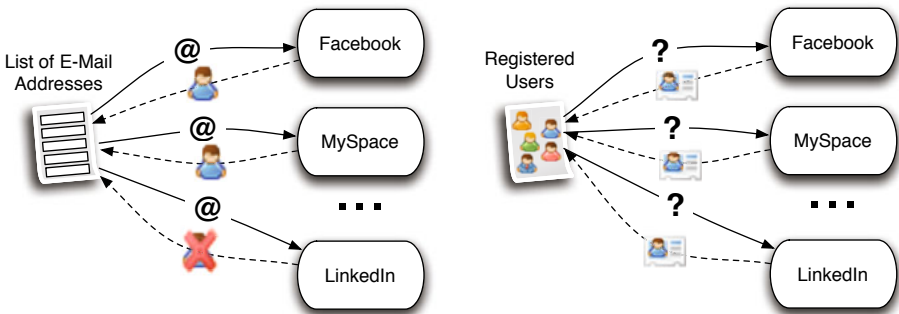 List of E-Mail
Addresses
@
Facebook
@
MySpace
@
...
LinkedIn
Registered
Users
?
Facebook
?
MySpace
?
...
LinkedIn